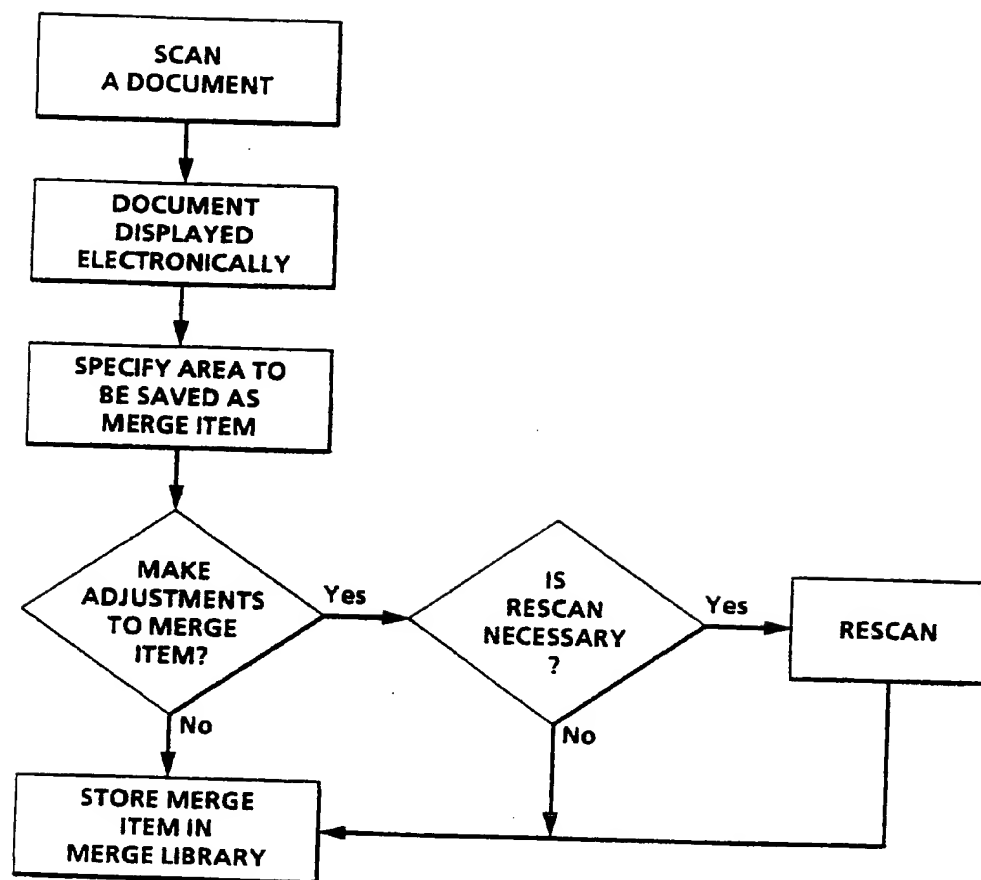 SCAN
A DOCUMENT
DOCUMENT
DISPLAYED
ELECTRONICALLY
SPECIFY AREA TO
BE SAVED AS
MERGE ITEM
MAKE
ADJUSTMENTS
TO MERGE
ITEM?
Yes
No
IS
RESCAN
NECESSARY
?
Yes
No
RESCAN
STORE MERGE
ITEM IN
MERGE LIBRARY